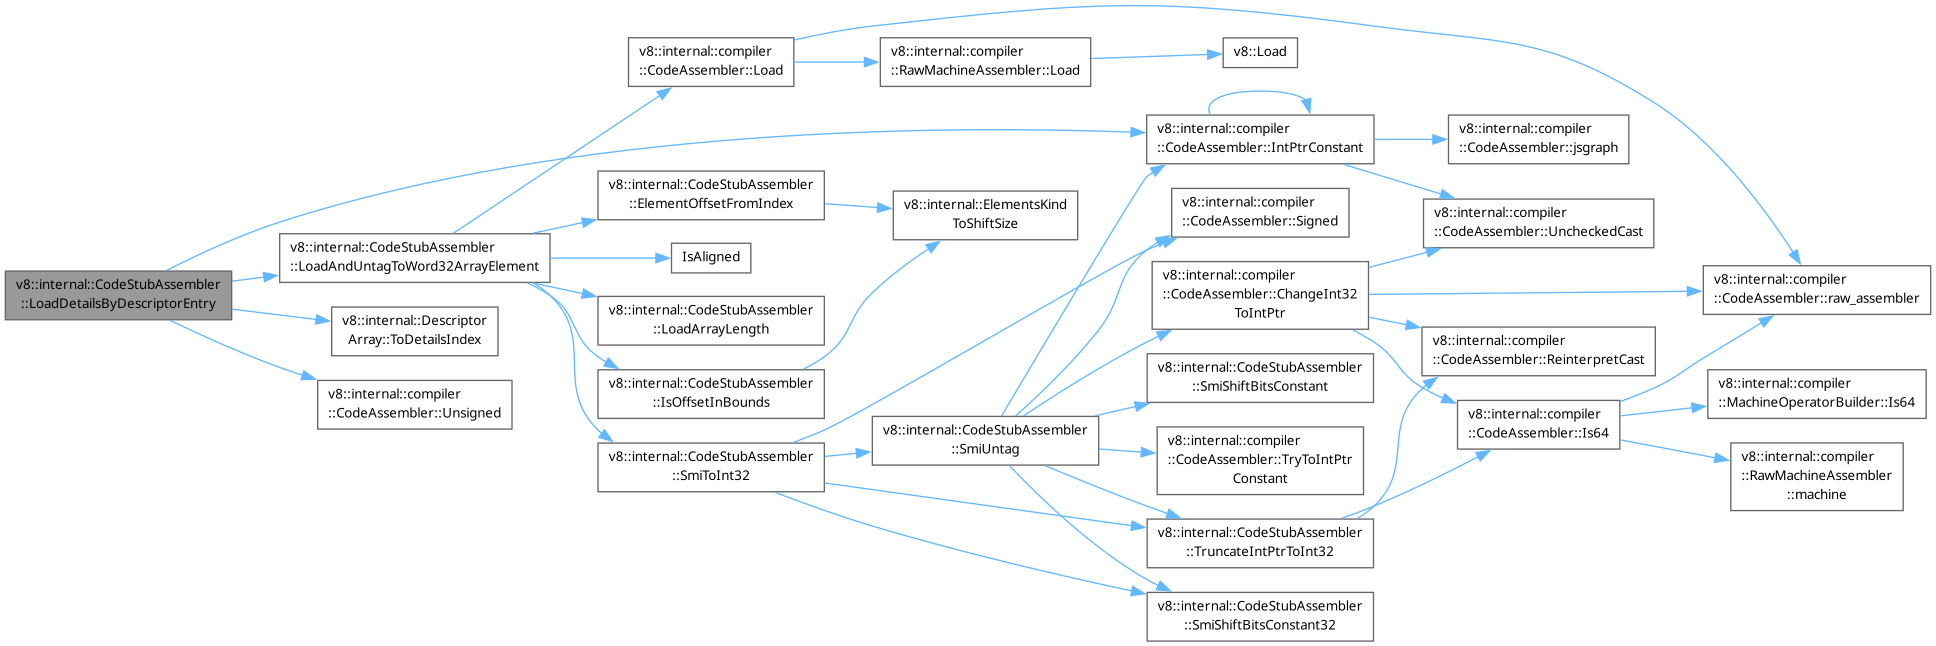 v8::internal::CodeStubAssembler
::LoadDetailsByDescriptorEntry
v8::internal::CodeStubAssembler
::LoadAndUntagToWord32ArrayElement
v8::internal::Descriptor
Array::ToDetailsIndex
v8::internal::compiler
::CodeAssembler::Unsigned
v8::internal::compiler
::CodeAssembler::Load
v8::internal::CodeStubAssembler
::ElementOffsetFromIndex
IsAligned
v8::internal::CodeStubAssembler
::LoadArrayLength
v8::internal::CodeStubAssembler
::IsOffsetInBounds
v8::internal::CodeStubAssembler
::SmiToInt32
v8::internal::compiler
::RawMachineAssembler::Load
v8::internal::ElementsKind
ToShiftSize
v8::internal::CodeStubAssembler
::SmiUntag
v8::Load
v8::internal::compiler
::CodeAssembler::IntPtrConstant
v8::internal::compiler
::CodeAssembler::Signed
v8::internal::compiler
::CodeAssembler::ChangeInt32
ToIntPtr
v8::internal::CodeStubAssembler
::SmiShiftBitsConstant
v8::internal::compiler
::CodeAssembler::TryToIntPtr
Constant
v8::internal::CodeStubAssembler
::TruncateIntPtrToInt32
v8::internal::CodeStubAssembler
::SmiShiftBitsConstant32
v8::internal::compiler
::CodeAssembler::jsgraph
v8::internal::compiler
::CodeAssembler::UncheckedCast
v8::internal::compiler
::CodeAssembler::ReinterpretCast
v8::internal::compiler
::CodeAssembler::Is64
v8::internal::compiler
::CodeAssembler::raw_assembler
v8::internal::compiler
::MachineOperatorBuilder::Is64
v8::internal::compiler
::RawMachineAssembler
::machine